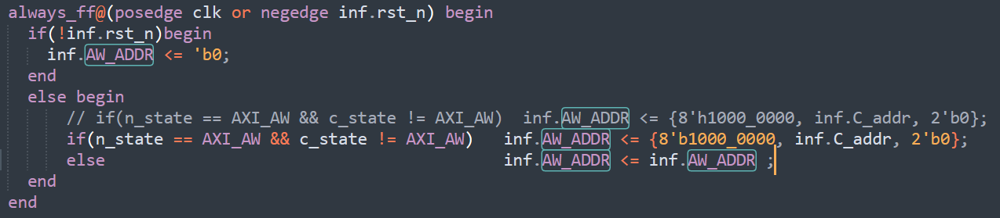 always_ff@(posedge clk or negedge inf.rst_n) begin
if(!inf.rst_n)begin
inf.AW_ADDR <= 'b0;
end
else begin
// if(n_state == AXI_AW && c_state != AXI_AW)  inf.AW_ADDR <= {8'h1000_0000, inf.C_addr, 2'b0};
if(n_state == AXI_AW && c_state != AXI_AW)   inf.AW_ADDR <= {8'b1000_0000, inf.C_addr, 2'b0};
else                                         inf.AW_ADDR <= inf.AW_ADDR ;
end
end